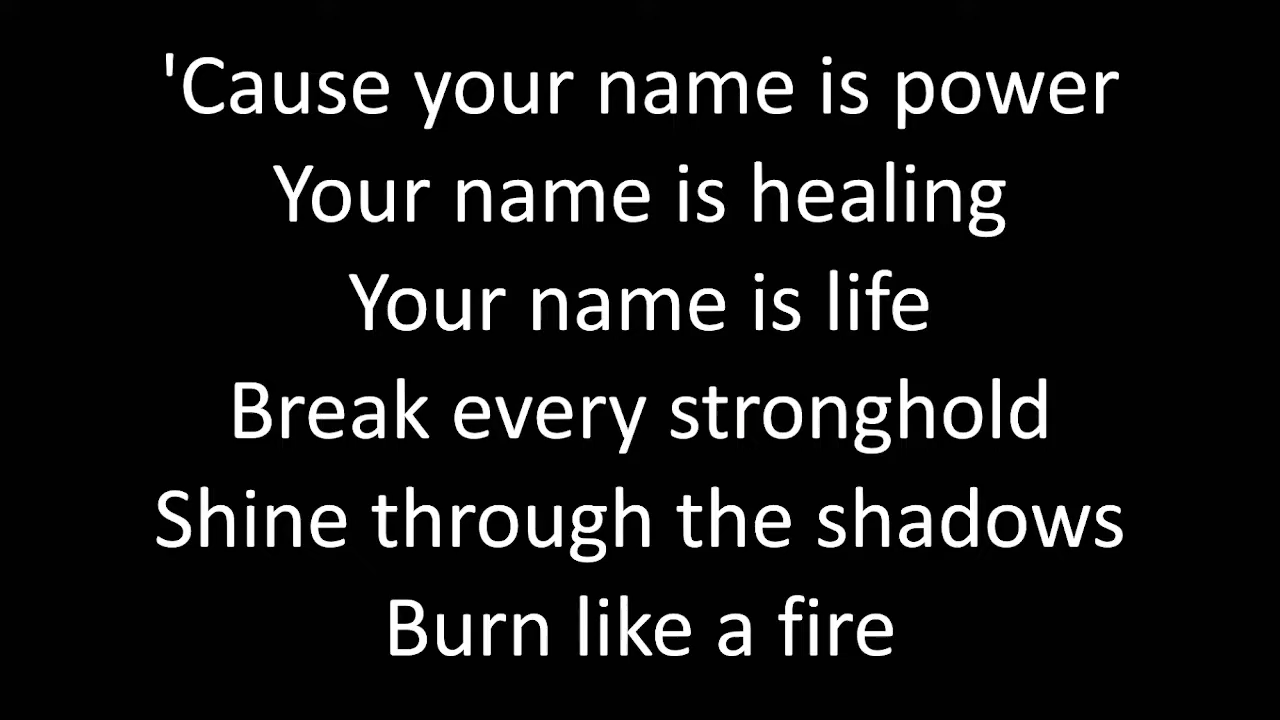 'Cause your name is power
Your name is healing
Your name is life
Break every stronghold
Shine through the shadows
Burn like a fire